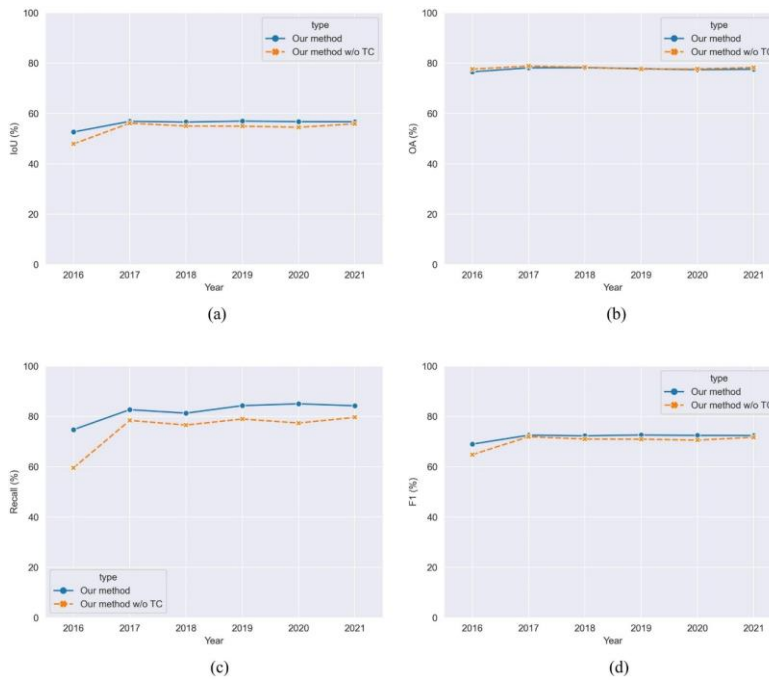 100
80
60
40
20
0
IoU (%)
type
Our method
Our method w/o TC
2016 2017 2018 2019 2020 2021
Year
(a)
100
80
60
40
20
0
OA (%)
type
Our method
Our method w/o TC
2016 2017 2018 2019 2020 2021
Year
(b)
100
80
60
40
20
0
Recall (%)
type
Our method
Our method w/o TC
2016 2017 2018 2019 2020 2021
Year
(c)
100
80
60
40
20
0
F1 (%)
type
Our method
Our method w/o TC
2016 2017 2018 2019 2020 2021
Year
(d)